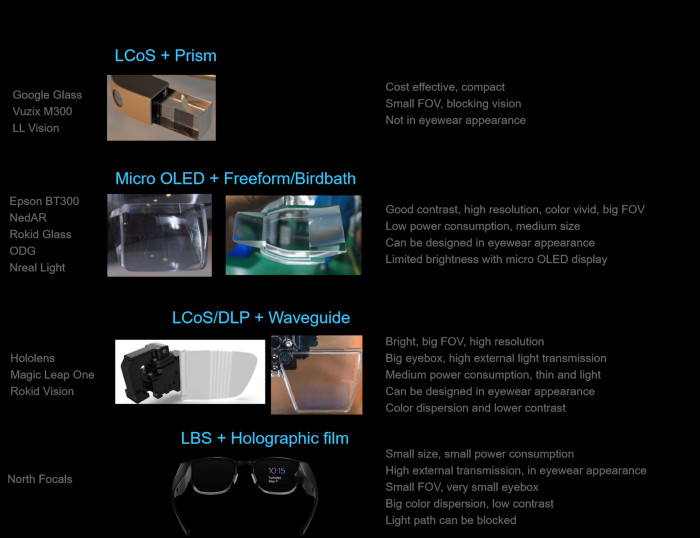 LCoS + Prism
Google Glass
Vuzix M300
LL Vision
Cost effective, compact
Small FOV, blocking vision
Not in eyewear appearance
Micro OLED + Freeform/Birdbath
Epson BT300
NedAR
Rokid Glass
ODG
Nreal Light
Good contrast, high resolution, color vivid, big FOV
Low power consumption, medium size
Can be designed in eyewear appearance
Limited brightness with micro OLED display
LCoS/DLP + Waveguide
Hololens
Magic Leap One
Rokid Vision
Bright, big FOV, high resolution
Big eyebox, high external light transmission
Medium power consumption, thin and light
Can be designed in eyewear appearance
Color dispersion and lower contrast
LBS + Holographic film
North Focals
10:15
Tuesday
May 7
Small size, small power consumption
High external transmission, in eyewear appearance
Small FOV, very small eyebox
Big color dispersion, low contrast
Light path can be blocked